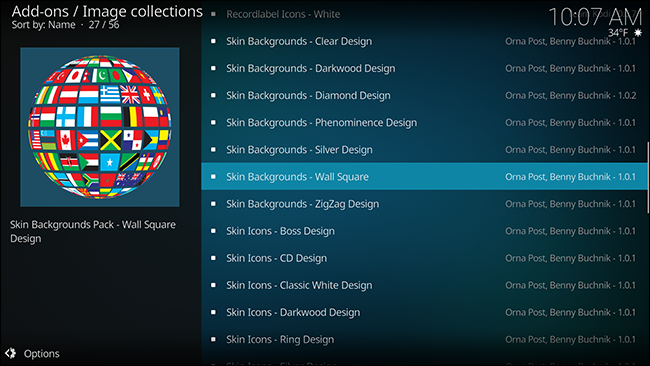 Add-ons / Image collections
Sort by: Name · 27 / 56
10:07 AM
34°F
Skin Backgrounds Pack - Wall Square
Design
Options
Recordlabel Icons - White
Skin Backgrounds - Clear Design Orna Post, Benny Buchnik - 1.0.1
Skin Backgrounds - Darkwood Design Orna Post, Benny Buchnik - 1.0.1
Skin Backgrounds - Diamond Design Orna Post, Benny Buchnik - 1.0.2
Skin Backgrounds - Phenominence Design Orna Post, Benny Buchnik - 1.0.1
Skin Backgrounds - Silver Design Orna Post, Benny Buchnik - 1.0.1
Skin Backgrounds - Wall Square Orna Post, Benny Buchnik - 1.0.1
Skin Backgrounds - ZigZag Design Orna Post, Benny Buchnik - 1.0.1
Skin Icons - Boss Design Orna Post, Benny Buchnik - 1.0.1
Skin Icons - CD Design Orna Post, Benny Buchnik - 1.0.1
Skin Icons - Classic White Design Orna Post, Benny Buchnik - 1.0.1
Skin Icons - Darkwood Design Orna Post, Benny Buchnik - 1.0.1
Skin Icons - Ring Design Orna Post, Benny Buchnik - 1.0.1